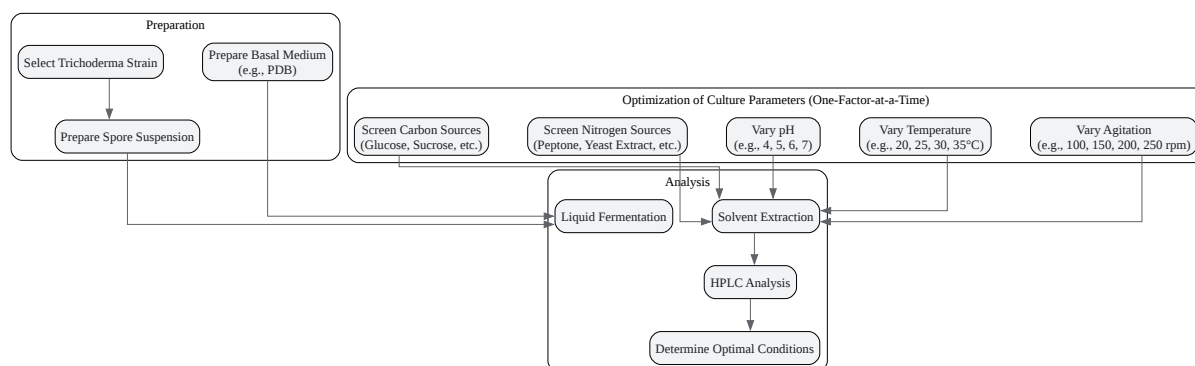 Preparation
Select Trichoderma Strain
Prepare Basal Medium
(e.g., PDB)
Prepare Spore Suspension
Optimization of Culture Parameters (One-Factor-at-a-Time)
Screen Carbon Sources
(Glucose, Sucrose, etc.)
Screen Nitrogen Sources
(Peptone, Yeast Extract, etc.)
Vary pH
(e.g., 4, 5, 6, 7)
Vary Temperature
(e.g., 20, 25, 30, 35°C)
Vary Agitation
(e.g., 100, 150, 200, 250 rpm)
Analysis
Liquid Fermentation
Solvent Extraction
HPLC Analysis
Determine Optimal Conditions